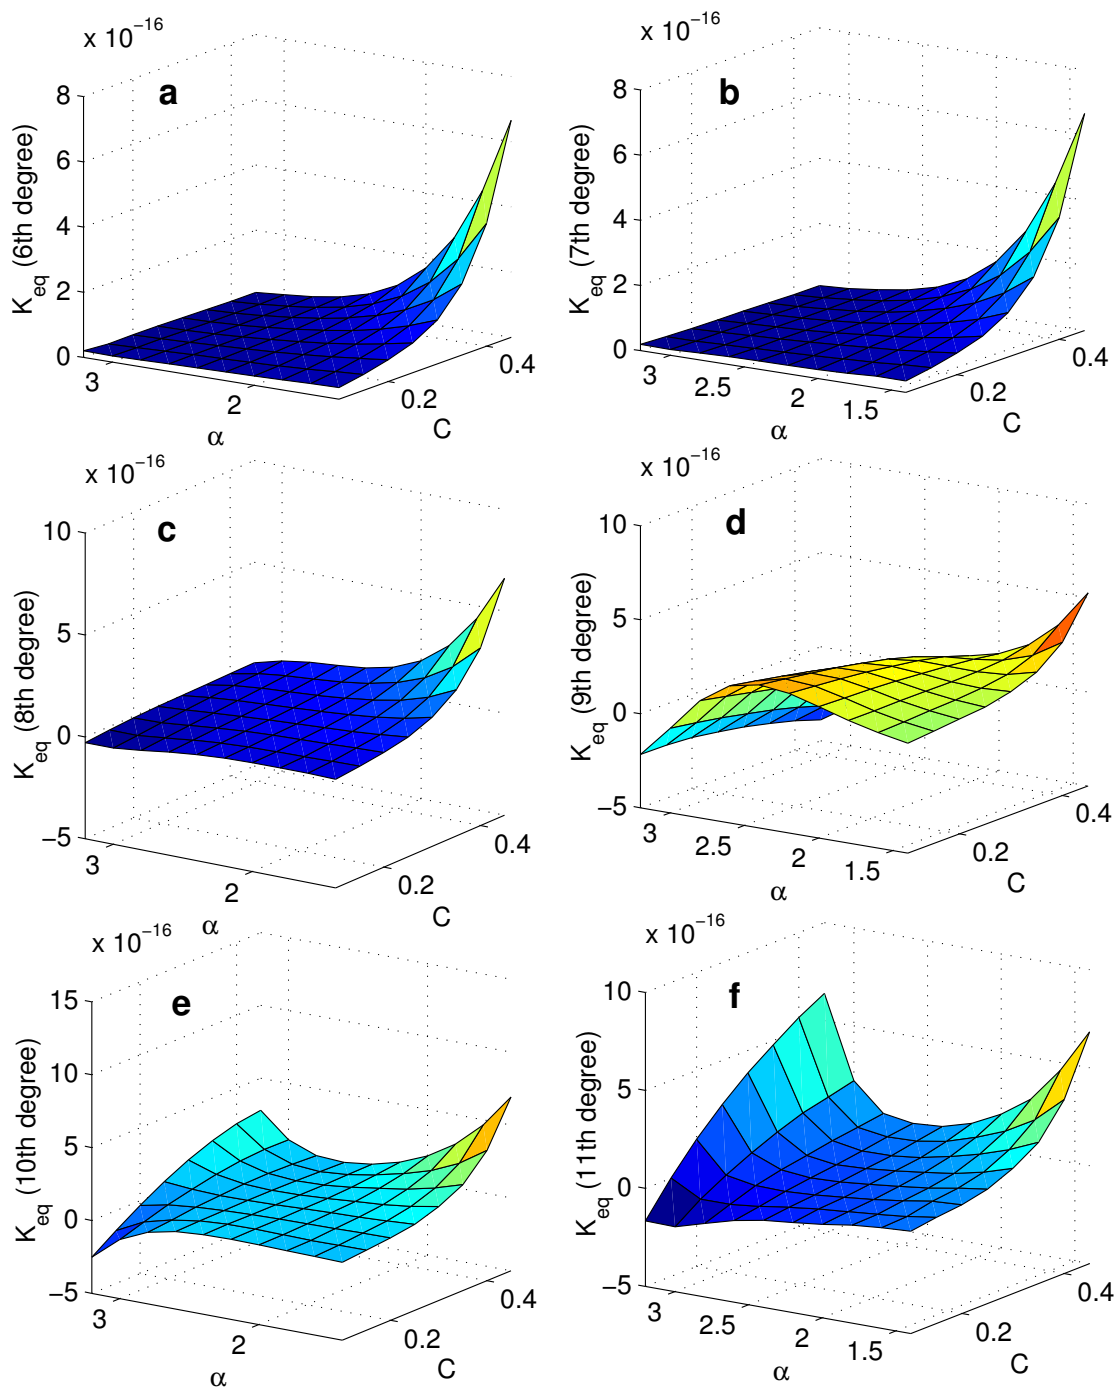 x 10⁻¹⁶
a
8
6
4
2
0
K_eq (6th degree)
3
2
α
0.2
0.4
C
x 10⁻¹⁶
b
8
6
4
2
0
K_eq (7th degree)
3
2.5
2
1.5
α
0.2
0.4
C
x 10⁻¹⁶
c
10
5
0
−5
K_eq (8th degree)
3
2
α
0.2
0.4
C
x 10⁻¹⁶
d
10
5
0
−5
K_eq (9th degree)
3
2.5
2
1.5
α
0.2
0.4
C
x 10⁻¹⁶
e
15
10
5
0
−5
K_eq (10th degree)
3
2
α
0.2
0.4
C
x 10⁻¹⁶
f
10
5
0
−5
K_eq (11th degree)
3
2.5
2
1.5
α
0.2
0.4
C